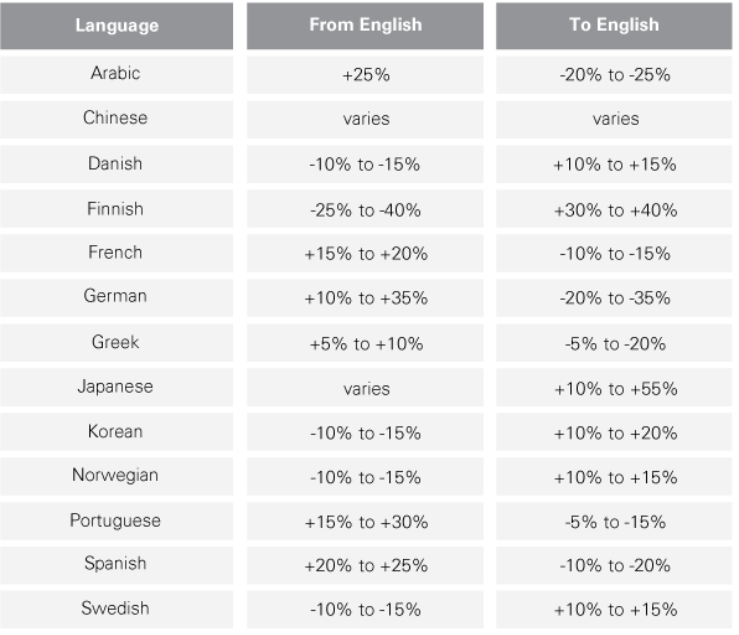 Language From English To English
Arabic +25% -20% to -25%
Chinese varies varies
Danish -10% to -15% +10% to +15%
Finnish -25% to -40% +30% to +40%
French +15% to +20% -10% to -15%
German +10% to +35% -20% to -35%
Greek +5% to +10% -5% to -20%
Japanese varies +10% to +55%
Korean -10% to -15% +10% to +20%
Norwegian -10% to -15% +10% to +15%
Portuguese +15% to +30% -5% to -15%
Spanish +20% to +25% -10% to -20%
Swedish -10% to -15% +10% to +15%